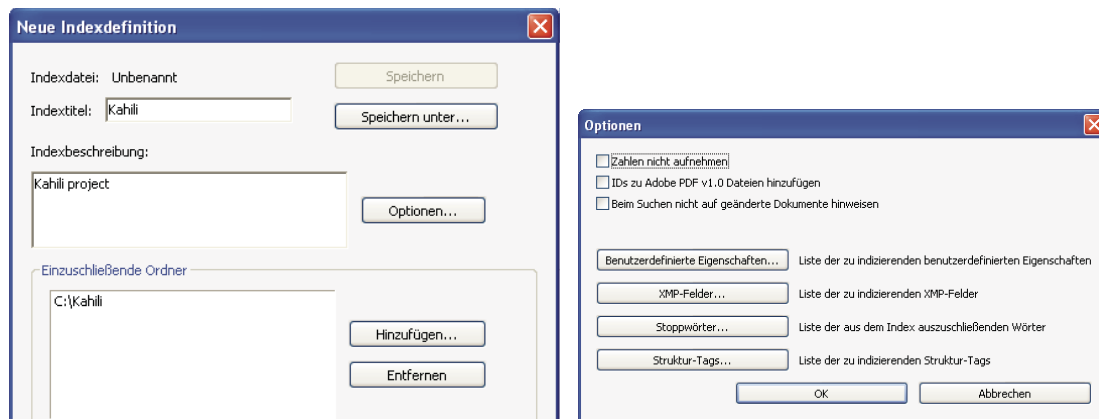 Neue Indexdefinition
Indexdatei: Unbenannt
Speichern
Indextitel: Kahili
Speichern unter...
Indexbeschreibung:
Kahili project
Optionen...
Einzuschließende Ordner
C:\Kahili
Hinzufügen...
Entfernen
Optionen
Zahlen nicht aufnehmen
IDs zu Adobe PDF v1.0 Dateien hinzufügen
Beim Suchen nicht auf geänderte Dokumente hinweisen
Benutzerdefinierte Eigenschaften... Liste der zu indizierenden benutzerdefinierten Eigenschaften
XMP-Felder... Liste der zu indizierenden XMP-Felder
Stoppwörter... Liste der aus dem Index auszuschließenden Wörter
Struktur-Tags... Liste der zu indizierenden Struktur-Tags
OK Abbrechen